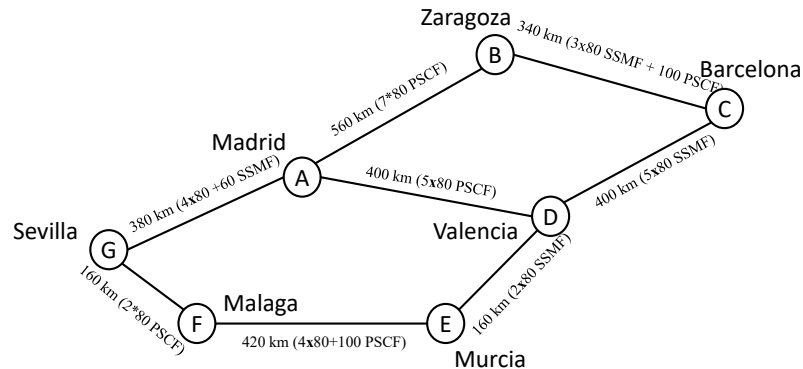 Zaragoza
B
340 km (3x80 SSMF + 100 PSCF)
Barcelona
C
560 km (7*80 PSCF)
Madrid
A
400 km (5x80 PSCF)
400 km (5x80 SSMF)
380 km (4x80 +60 SSMF)
Sevilla
G
Valencia
D
160 km (2*80 PSCF)
Malaga
F
420 km (4x80+100 PSCF)
E
160 km (2x80 SSMF)
Murcia